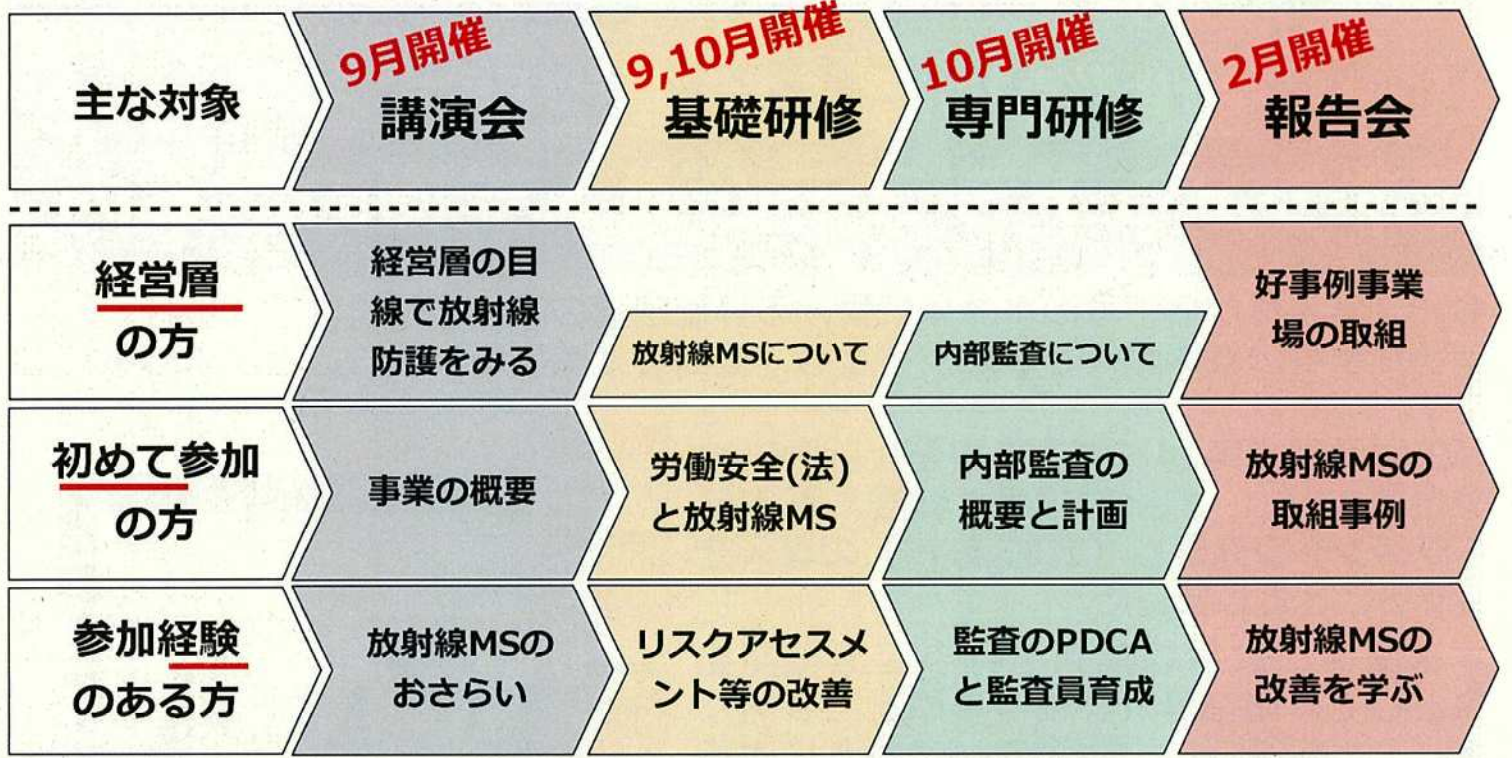 主な対象
9月開催
講演会
9,10月開催
基礎研修
10月開催
専門研修
2月開催
報告会
経営層
の方
経営層の目
線で放射線
防護をみる
放射線MSについて
内部監査について
好事例事業
場の取組
初めて参加
の方
事業の概要
労働安全(法)
と放射線MS
内部監査の
概要と計画
放射線MSの
取組事例
参加経験
のある方
放射線MSの
おさらい
リスクアセスメ
ント等の改善
監査のPDCA
と監査員育成
放射線MSの
改善を学ぶ